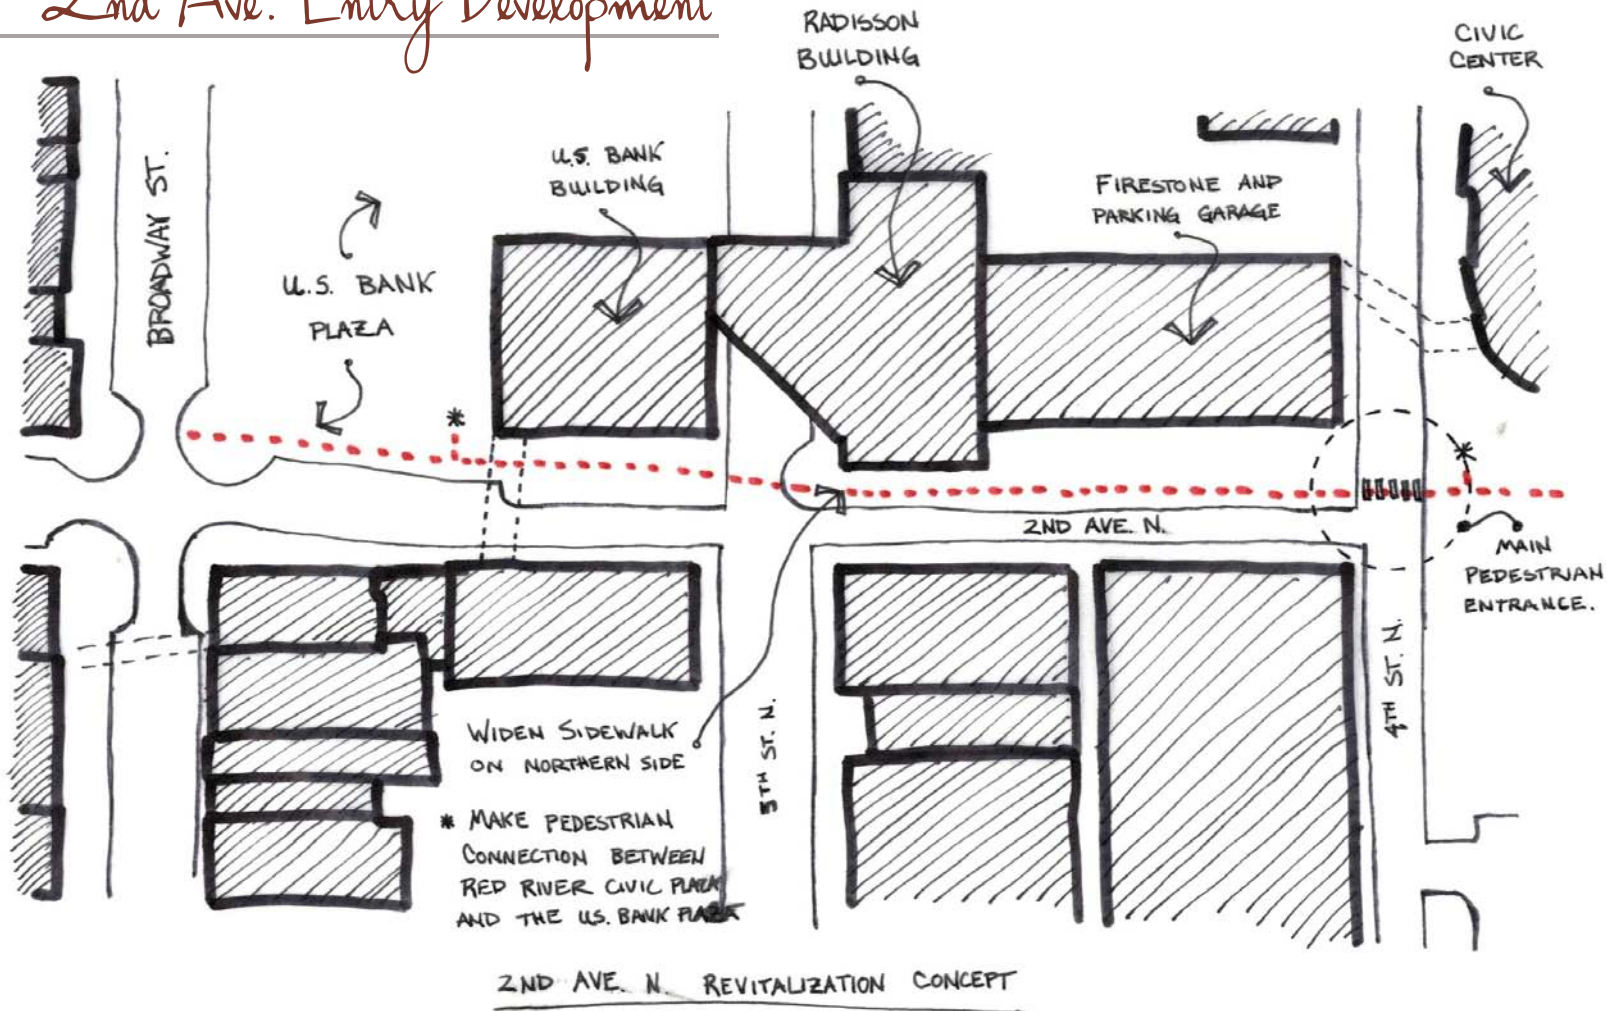 2nd Ave. Entry Development
RADISSON
BUILDING
CIVIC
CENTER
U.S. BANK
BUILDING
FIRESTONE AND
PARKING GARAGE
BROADWAY ST.
U.S. BANK
PLAZA
*
*
2ND AVE. N.
MAIN
PEDESTRIAN
ENTRANCE.
4TH ST. N.
5TH ST. N.
WIDEN SIDEWALK
ON NORTHERN SIDE
* MAKE PEDESTRIAN
CONNECTION BETWEEN
RED RIVER CIVIC PLAZA
AND THE U.S. BANK PLAZA
2ND AVE. N. REVITALIZATION CONCEPT